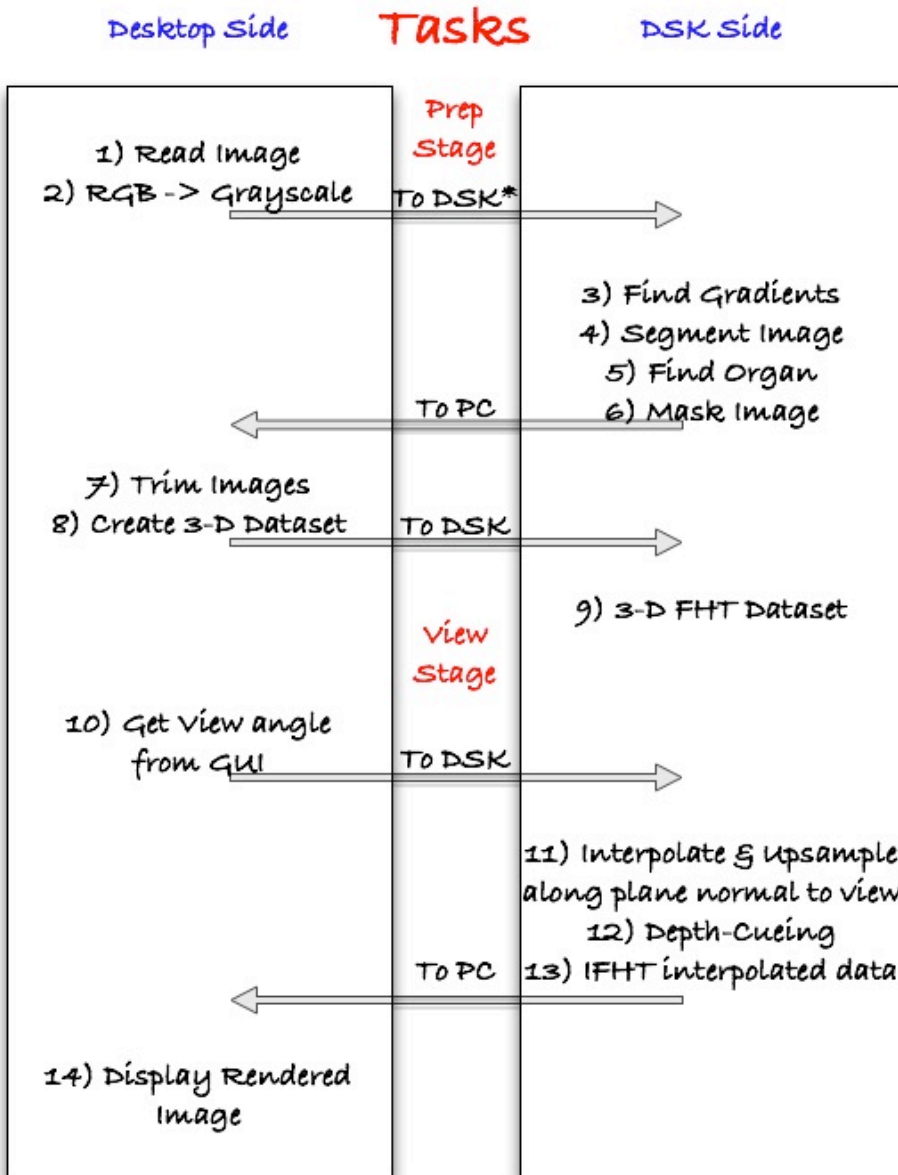 Desktop Side
Tasks
DSK Side
Prep
Stage
1) Read Image
2) RGB -> Grayscale
To DSK*
3) Find Gradients
4) Segment Image
5) Find Organ
6) Mask Image
To PC
7) Trim Images
8) Create 3-D Dataset
To DSK
9) 3-D FHT Dataset
View
Stage
10) Get View angle
from GUI
To DSK
11) Interpolate & Upsample
along plane normal to view
12) Depth-Cueing
13) IFHT interpolated data
To PC
14) Display Rendered
Image